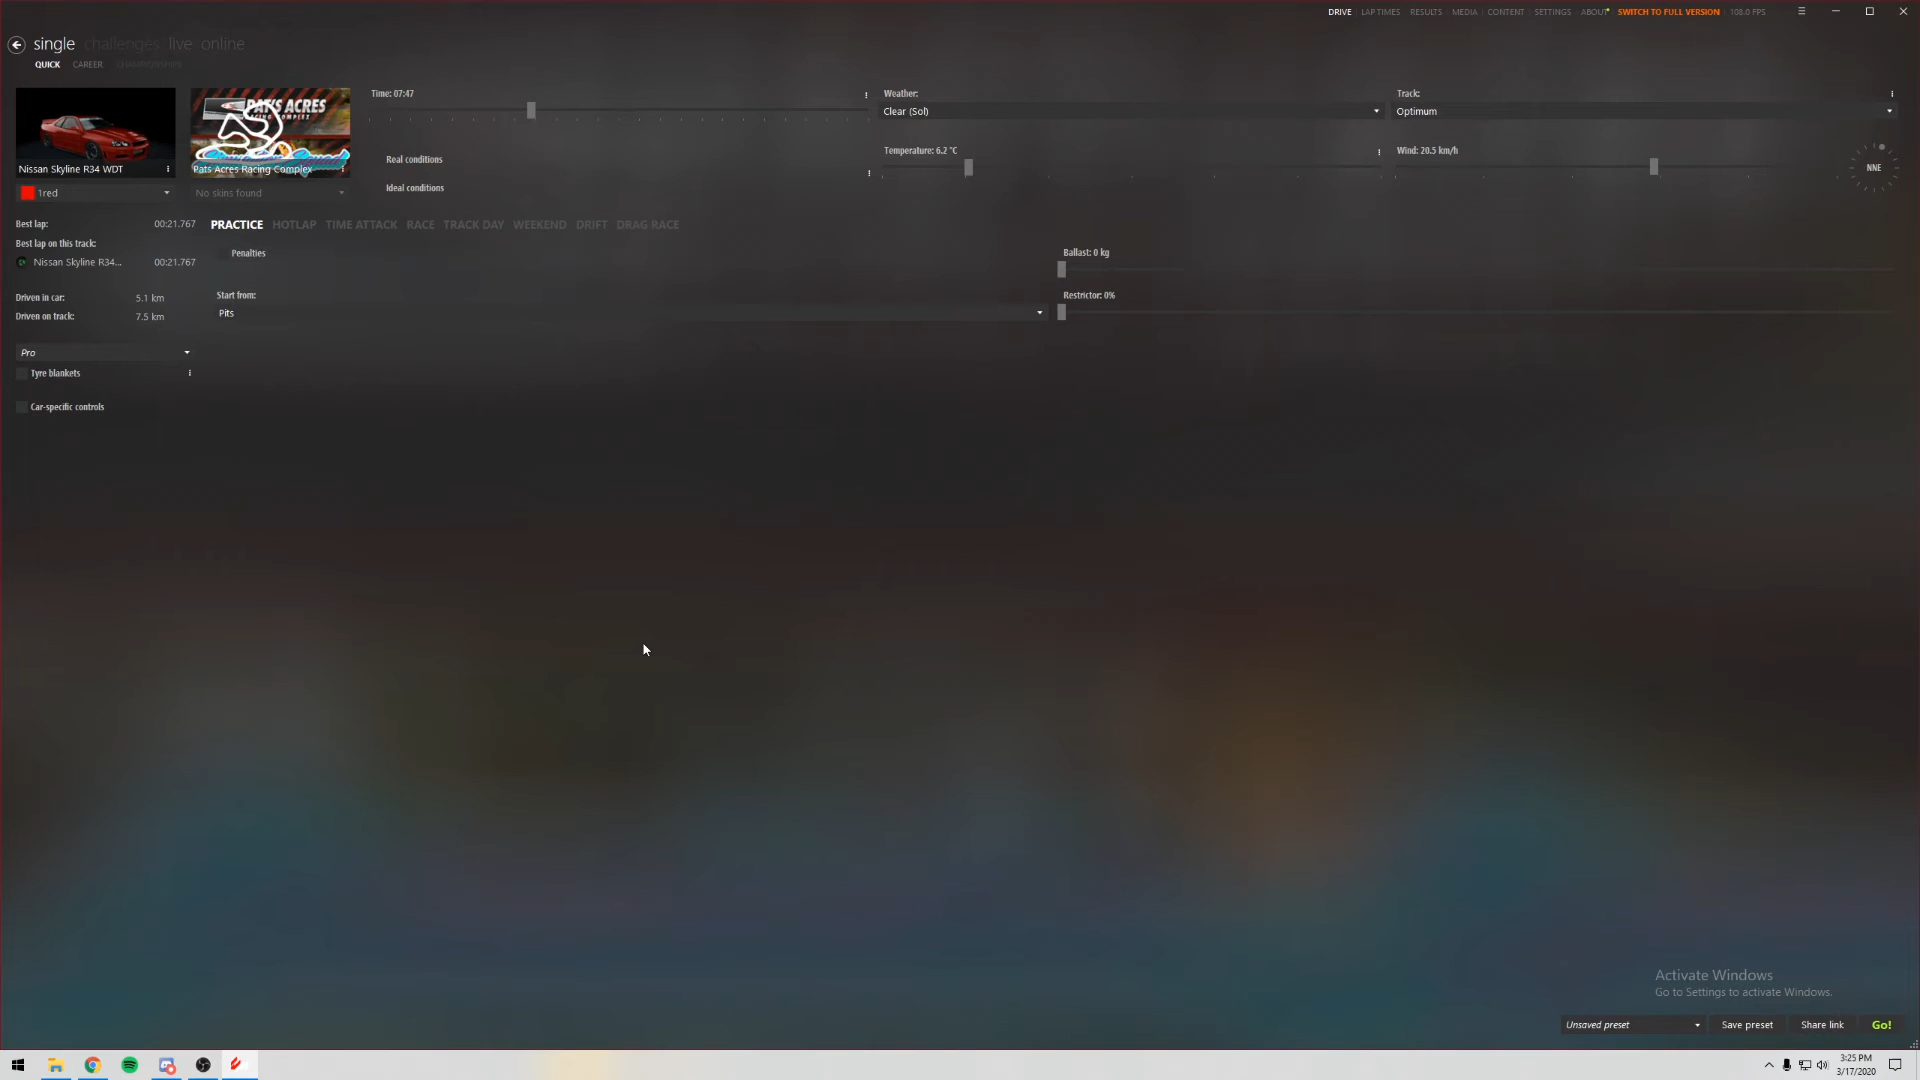 DRIVE LAP TIMES RESULTS MEDIA CONTENT SETTINGS ABOUT SWITCH TO FULL VERSION 108.0 FPS
single challenges live online
QUICK CAREER CHAMPIONSHIPS
PAT'S ACRES
RACING COMPLEX
Nissan Skyline R34 WDT
Pats Acres Racing Complex
1red
No skins found
Time: 07:47
Real conditions
Ideal conditions
Weather:
Clear (Sol)
Temperature: 6.2 °C
Track:
Optimum
Wind: 20.5 km/h
NNE
Best lap: 00:21.767
Best lap on this track:
Nissan Skyline R34... 00:21.767
Driven in car: 5.1 km
Driven on track: 7.5 km
Pro
Tyre blankets
Car-specific controls
PRACTICE HOTLAP TIME ATTACK RACE TRACK DAY WEEKEND DRIFT DRAG RACE
Penalties
Start from:
Pits
Ballast: 0 kg
Restrictor: 0%
Activate Windows
Go to Settings to activate Windows.
Unsaved preset Save preset Share link Go!
3:25 PM
3/17/2020